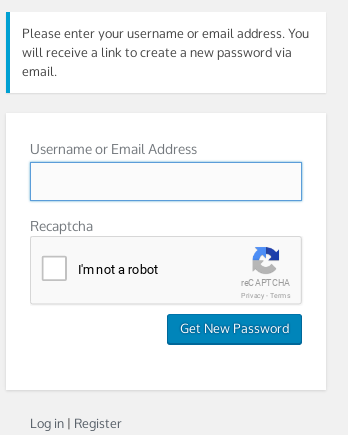 Please enter your username or email address. You
will receive a link to create a new password via
email.
Username or Email Address
Recaptcha
I'm not a robot
reCAPTCHA
Privacy - Terms
Get New Password
Log in | Register